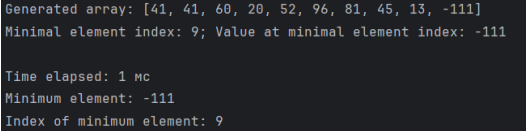 Generated array: [41, 41, 60, 20, 52, 96, 81, 45, 13, -111]
Minimal element index: 9; Value at minimal element index: -111
Time elapsed: 1 мс
Minimum element: -111
Index of minimum element: 9